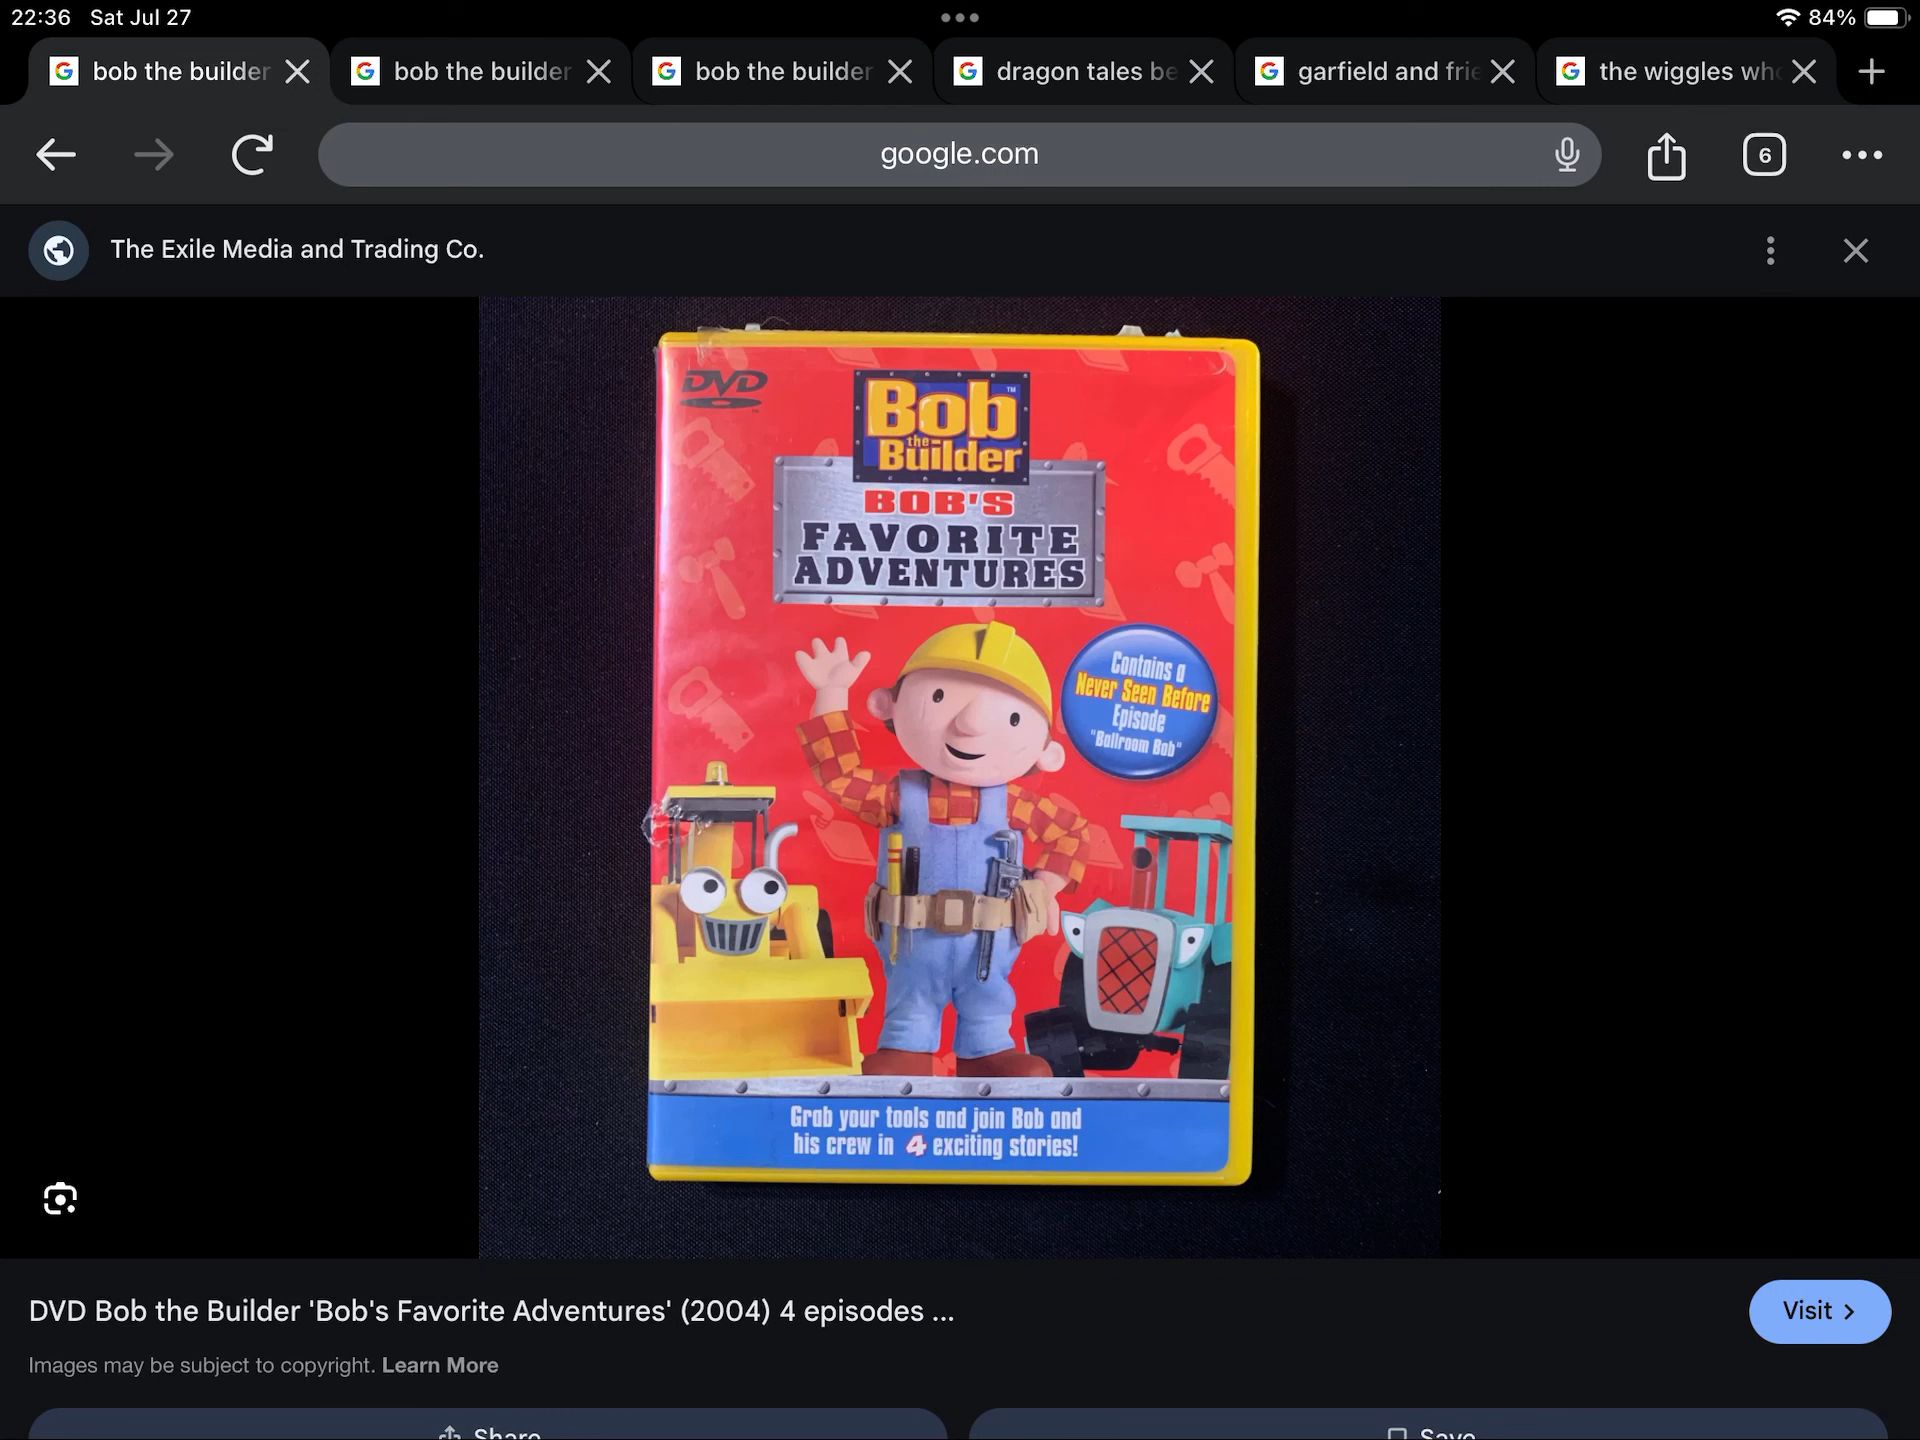 22:36 Sat Jul 27
84%
bob the builder
bob the builder
bob the builder
dragon tales be
garfield and frie
the wiggles who
google.com
6
The Exile Media and Trading Co.
DVD
Bob
TM
the
Builder
BOB'S
FAVORITE
ADVENTURES
Contains a
Never Seen Before
Episode
"Ballroom Bob"
Grab your tools and join Bob and
his crew in 4 exciting stories!
DVD Bob the Builder 'Bob's Favorite Adventures' (2004) 4 episodes ...
Visit >
Images may be subject to copyright. Learn More
Share
Save